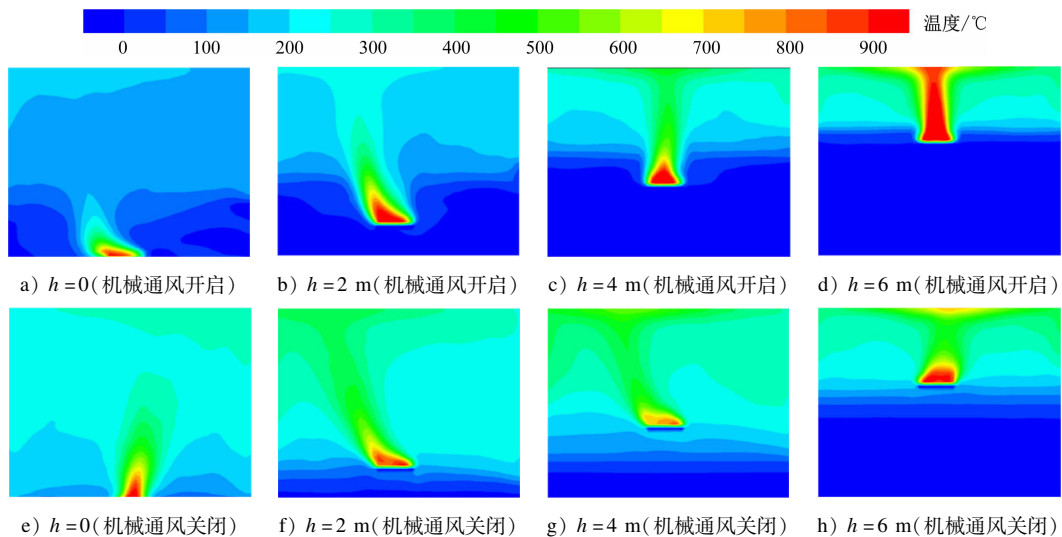 温度/℃
0 100 200 300 400 500 600 700 800 900
a) h=0(机械通风开启) b) h=2 m(机械通风开启) c) h=4 m(机械通风开启) d) h=6 m(机械通风开启)
e) h=0(机械通风关闭) f) h=2 m(机械通风关闭) g) h=4 m(机械通风关闭) h) h=6 m(机械通风关闭)